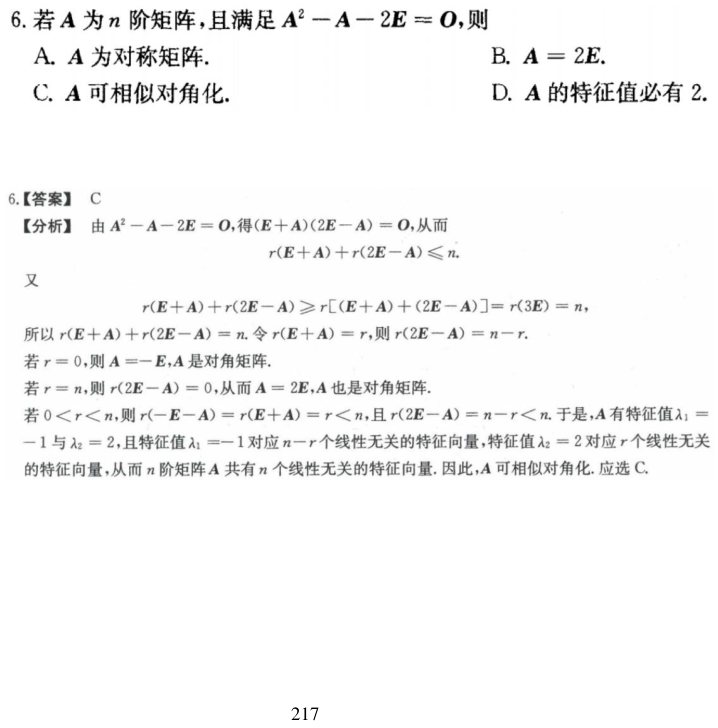 6. 若 A 为 n 阶矩阵,且满足 A² − A − 2E = O,则
A. A 为对称矩阵. B. A = 2E.
C. A 可相似对角化. D. A 的特征值必有 2.
6.【答案】 C
【分析】 由 A² − A − 2E = O,得(E + A)(2E − A) = O,从而
r(E + A) + r(2E − A) ⩽ n.
又
r(E + A) + r(2E − A) ⩾ r[(E + A) + (2E − A)] = r(3E) = n,
所以 r(E + A) + r(2E − A) = n. 令 r(E + A) = r,则 r(2E − A) = n − r.
若 r = 0,则 A = − E,A 是对角矩阵.
若 r = n,则 r(2E − A) = 0,从而 A = 2E,A 也是对角矩阵.
若 0 < r < n,则 r(− E − A) = r(E + A) = r < n,且 r(2E − A) = n − r < n. 于是,A 有特征值 λ₁ =
− 1 与 λ₂ = 2,且特征值 λ₁ = − 1 对应 n − r 个线性无关的特征向量,特征值 λ₂ = 2 对应 r 个线性无关
的特征向量,从而 n 阶矩阵 A 共有 n 个线性无关的特征向量. 因此,A 可相似对角化. 应选 C.
217